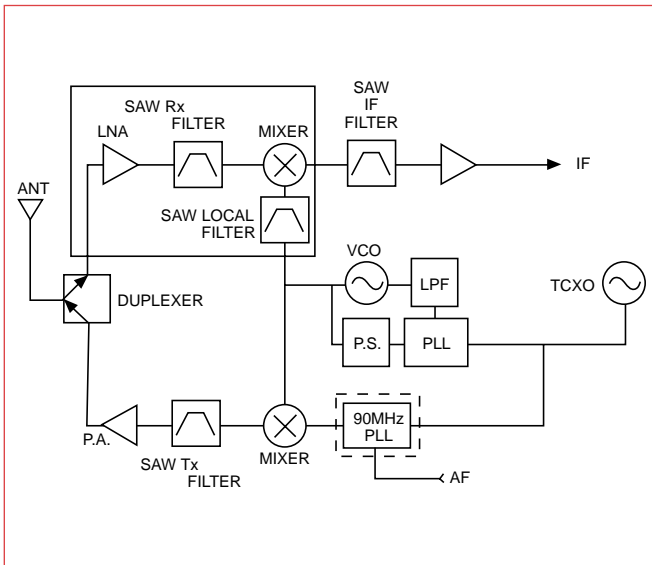 SAW
IF
FILTER
SAW Rx
FILTER
LNA
MIXER
IF
ANT
SAW LOCAL
FILTER
VCO
LPF
TCXO
DUPLEXER
P.S.
PLL
90MHz
PLL
P.A.
MIXER
SAW Tx
FILTER
AF